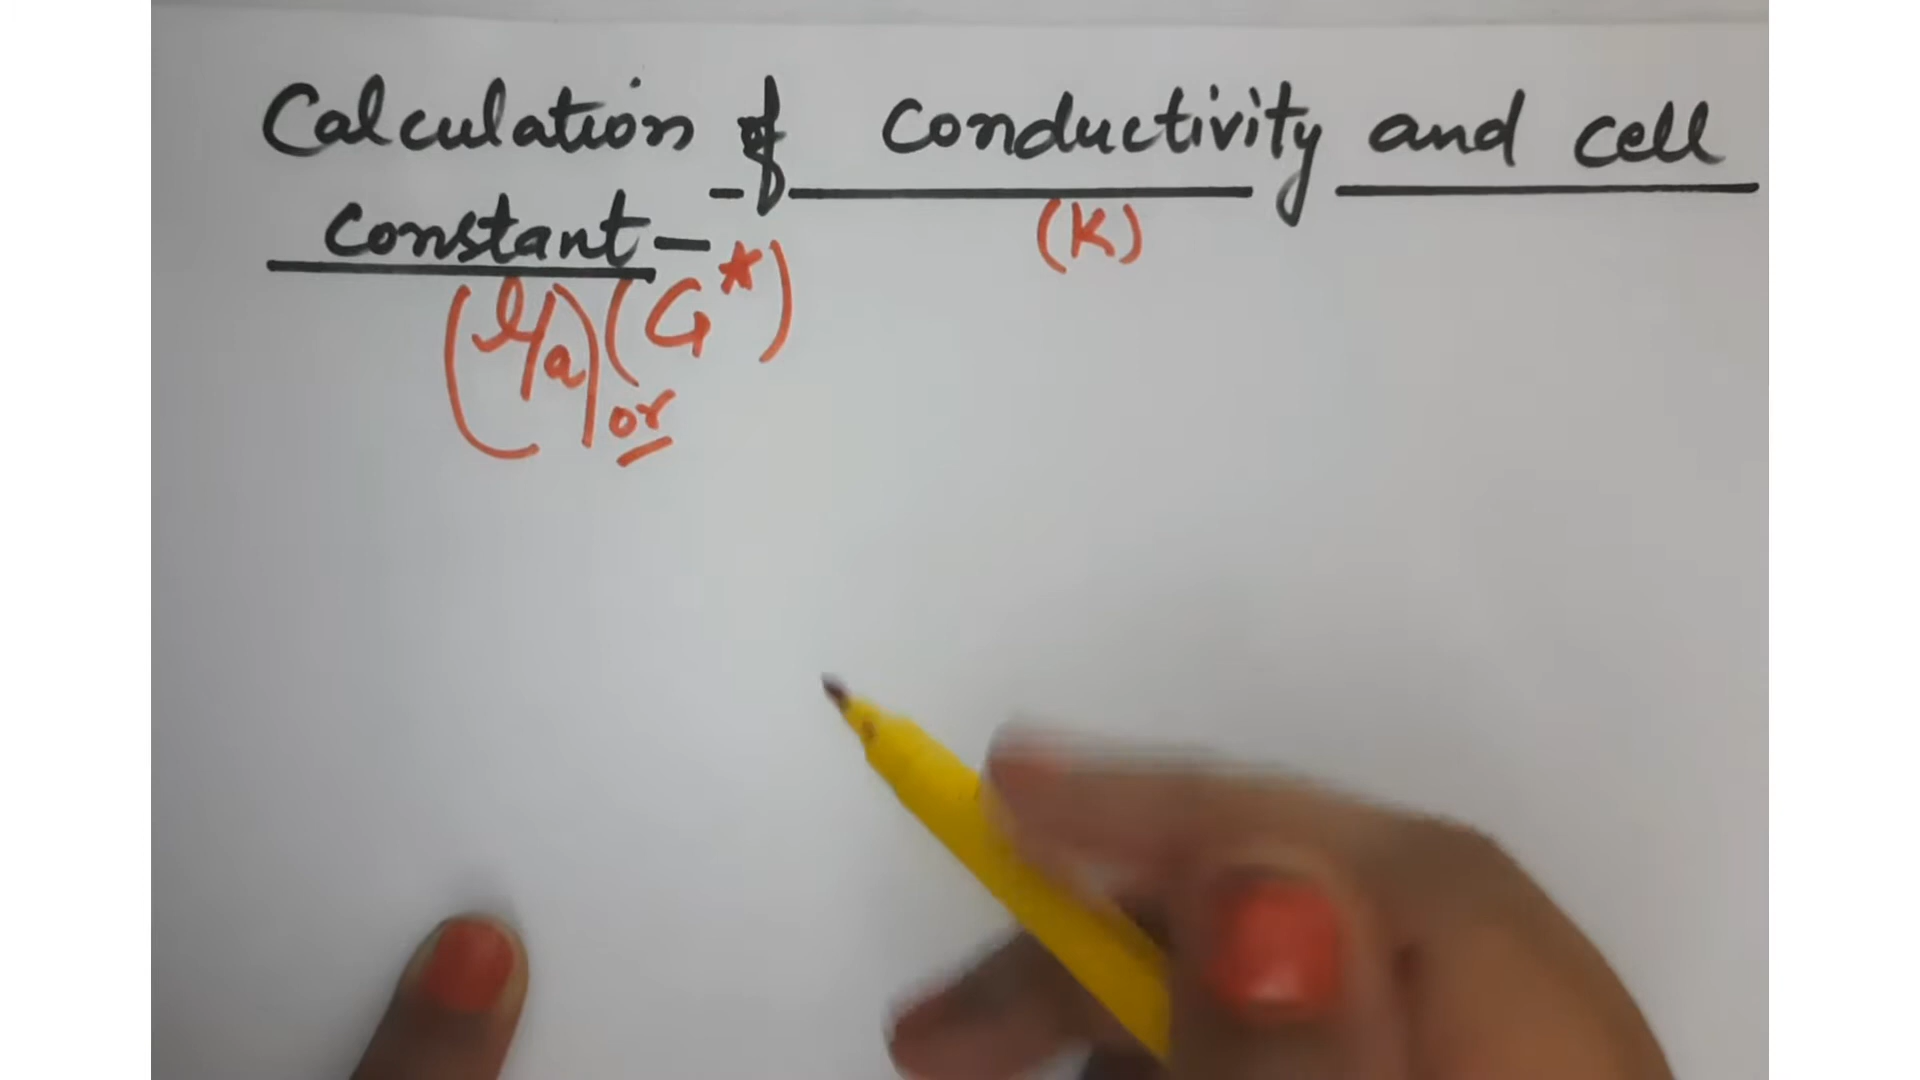 Calculation of conductivity and cell
(K)
constant-
(l/a) (G*)
or